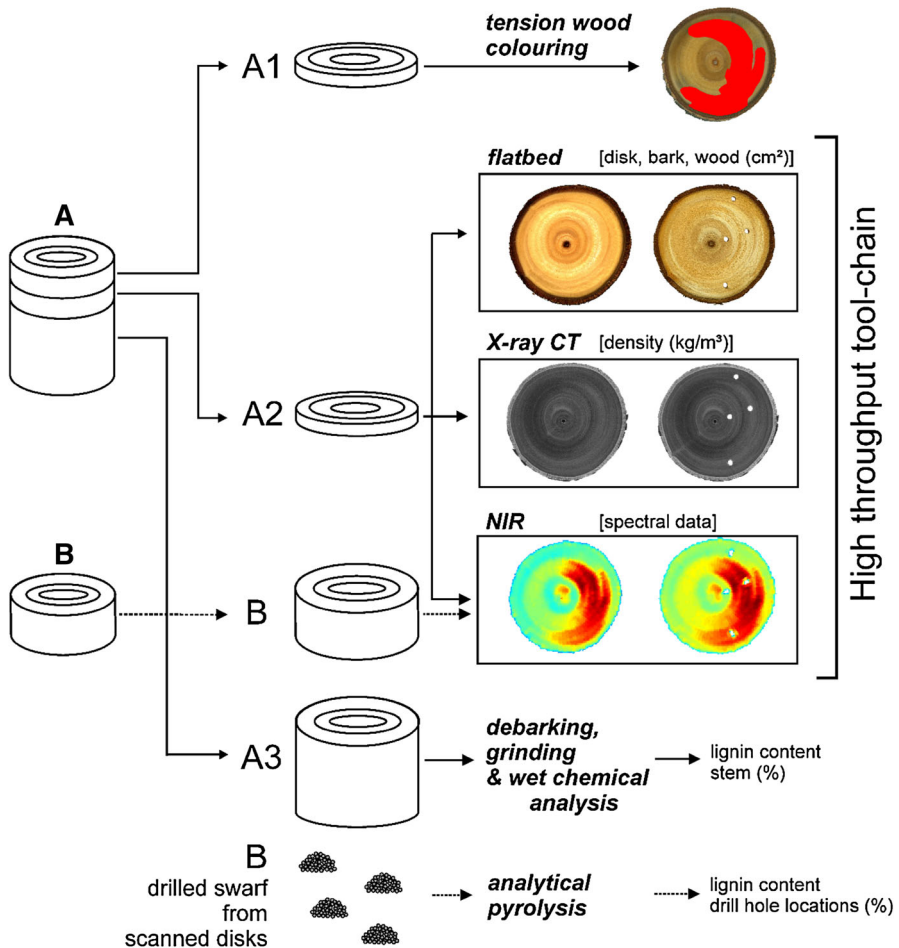 A1
tension wood
colouring
A
flatbed [disk, bark, wood (cm²)]
X-ray CT [density (kg/m³)]
A2
NIR [spectral data]
B
B
High throughput tool-chain
A3
debarking,
grinding
& wet chemical
analysis
lignin content
stem (%)
B
drilled swarf
from
scanned disks
analytical
pyrolysis
lignin content
drill hole locations (%)